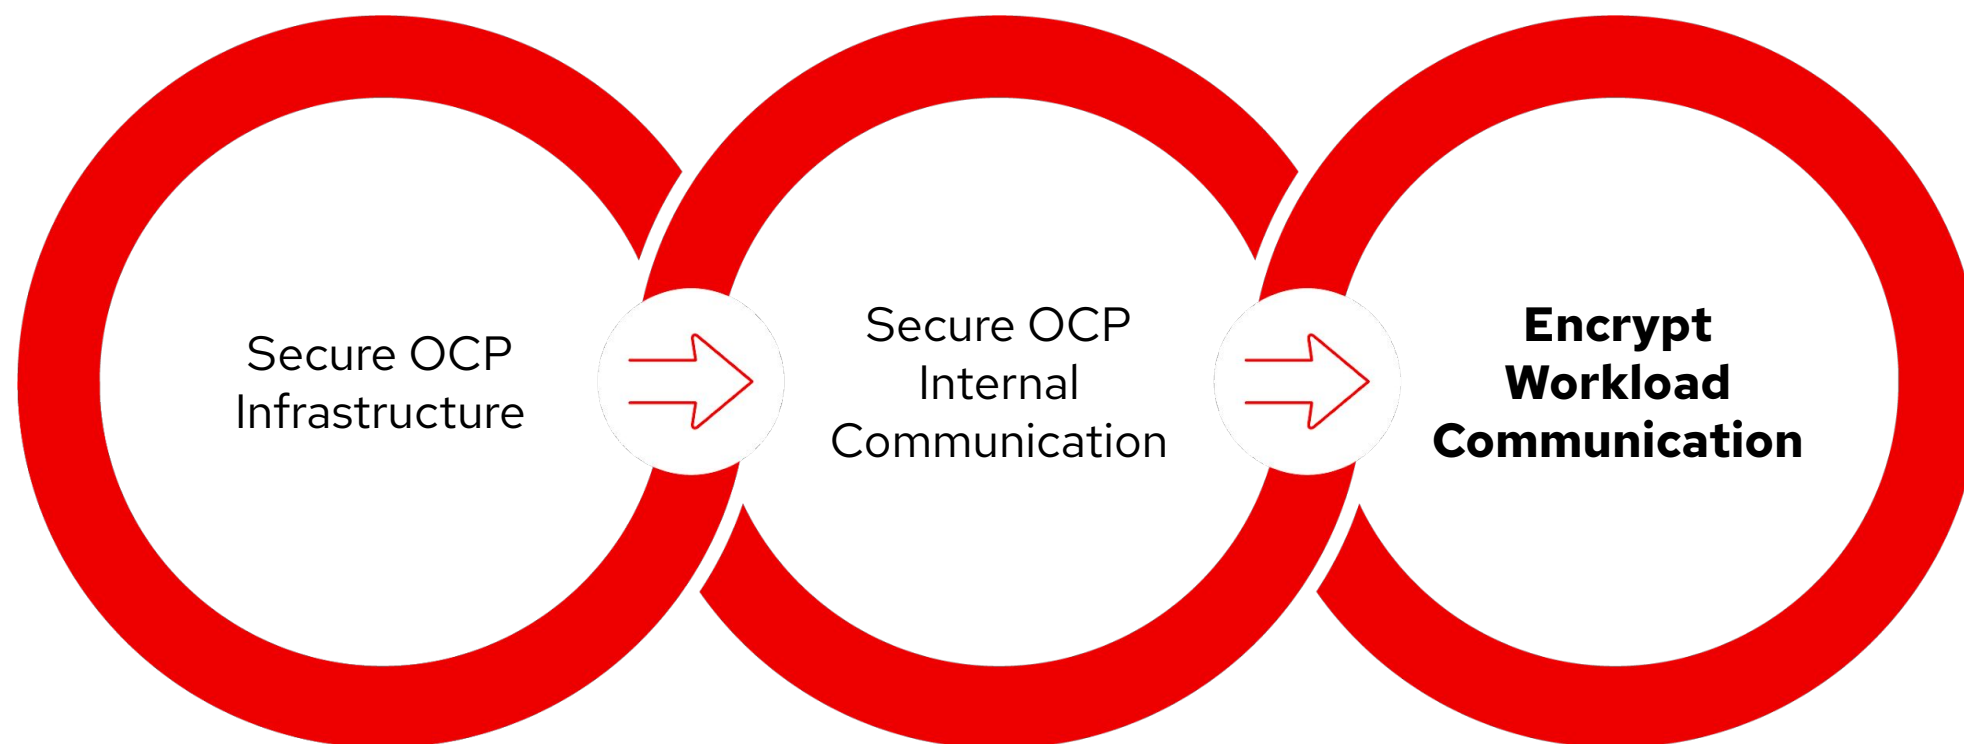 Secure OCP
Infrastructure
Secure OCP
Internal
Communication
Encrypt
Workload
Communication